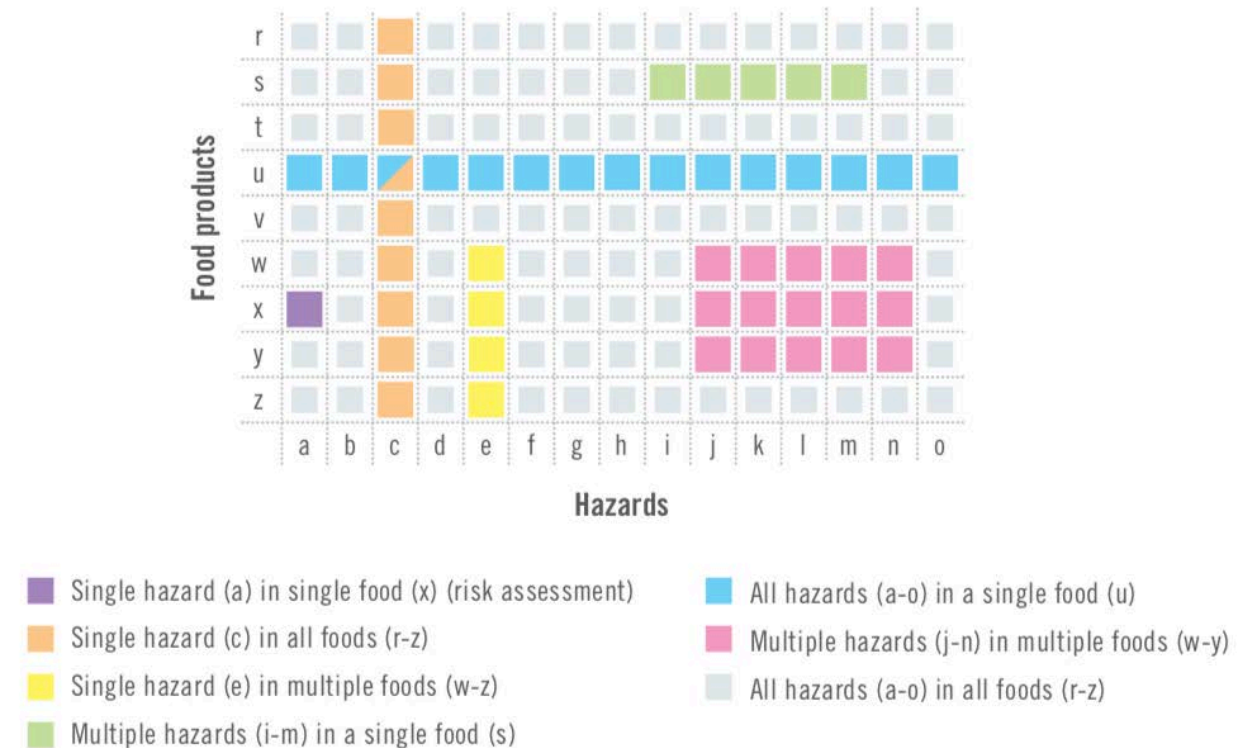 r
s
t
u
v
w
x
y
z
Food products
a b c d e f g h i j k l m n o
Hazards
Single hazard (a) in single food (x) (risk assessment)
Single hazard (c) in all foods (r-z)
Single hazard (e) in multiple foods (w-z)
Multiple hazards (i-m) in a single food (s)
All hazards (a-o) in a single food (u)
Multiple hazards (j-n) in multiple foods (w-y)
All hazards (a-o) in all foods (r-z)